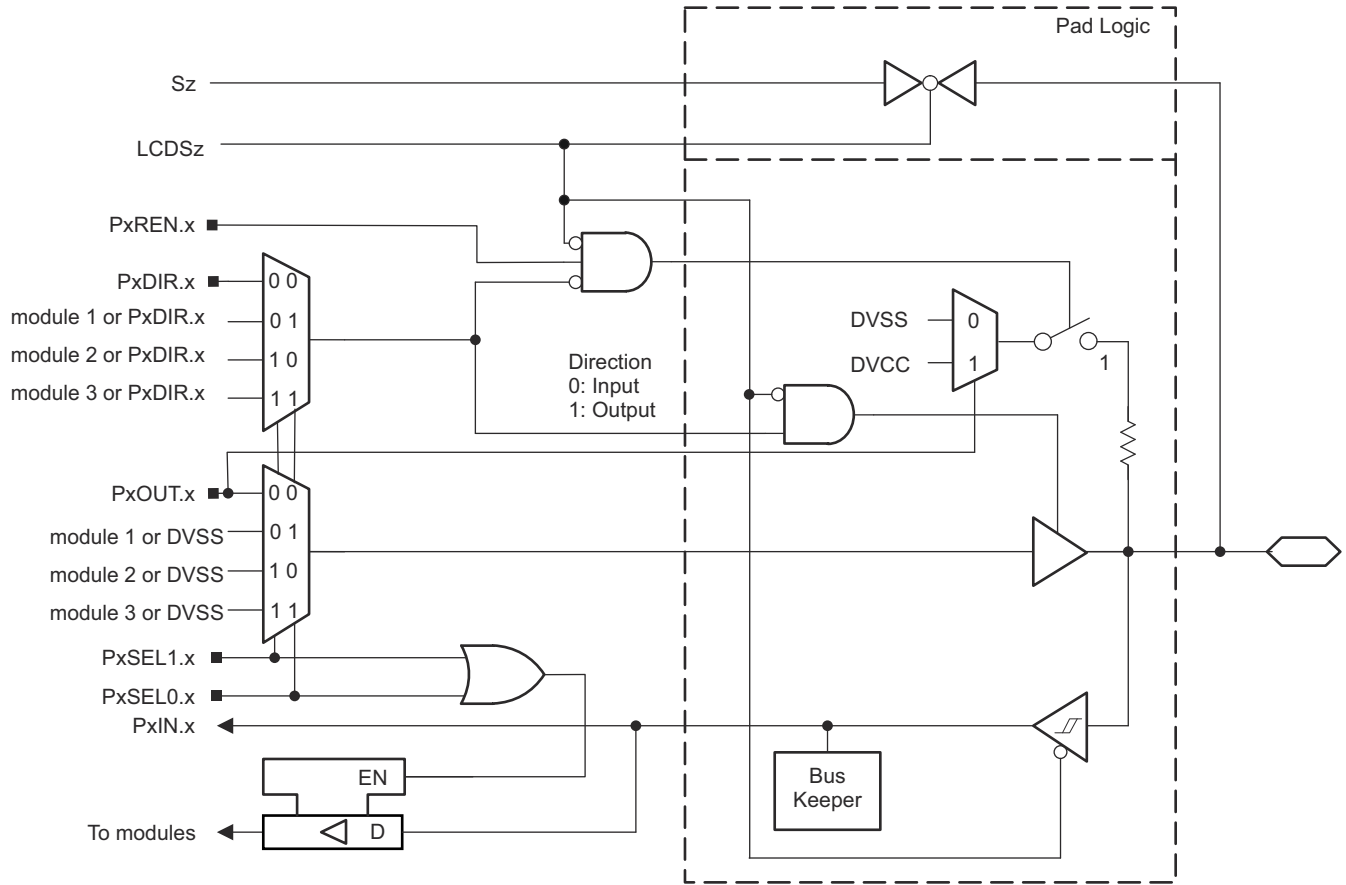 Pad Logic
Sz
LCDSz
PxREN.x
PxDIR.x
0 0
module 1 or PxDIR.x
0 1
module 2 or PxDIR.x
1 0
module 3 or PxDIR.x
1 1
Direction
0: Input
1: Output
DVSS
0
DVCC
1
1
PxOUT.x
0 0
module 1 or DVSS
0 1
module 2 or DVSS
1 0
module 3 or DVSS
1 1
PxSEL1.x
PxSEL0.x
PxIN.x
EN
D
To modules
Bus
Keeper